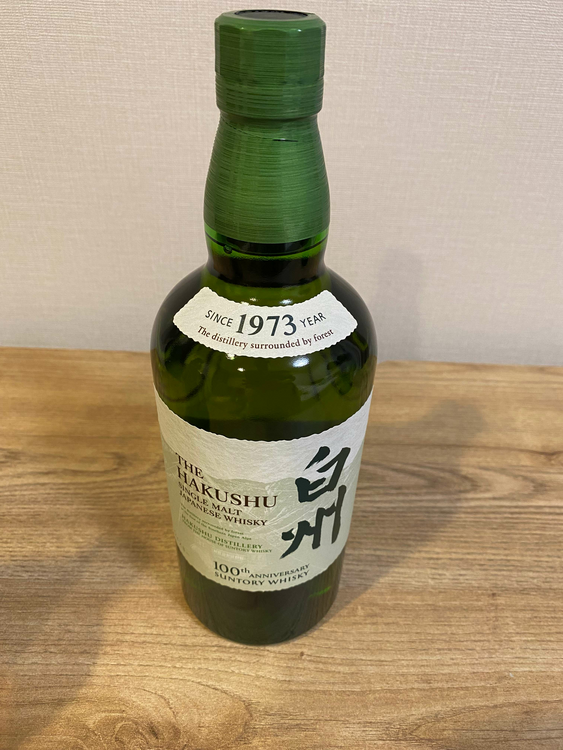 SINCE 1973 YEAR
The distillery surrounded by forest
THE
HAKUSHU
SINGLE MALT
JAPANESE WHISKY
白州
HAKUSHU DISTILLERY
100th ANNIVERSARY
SUNTORY WHISKY